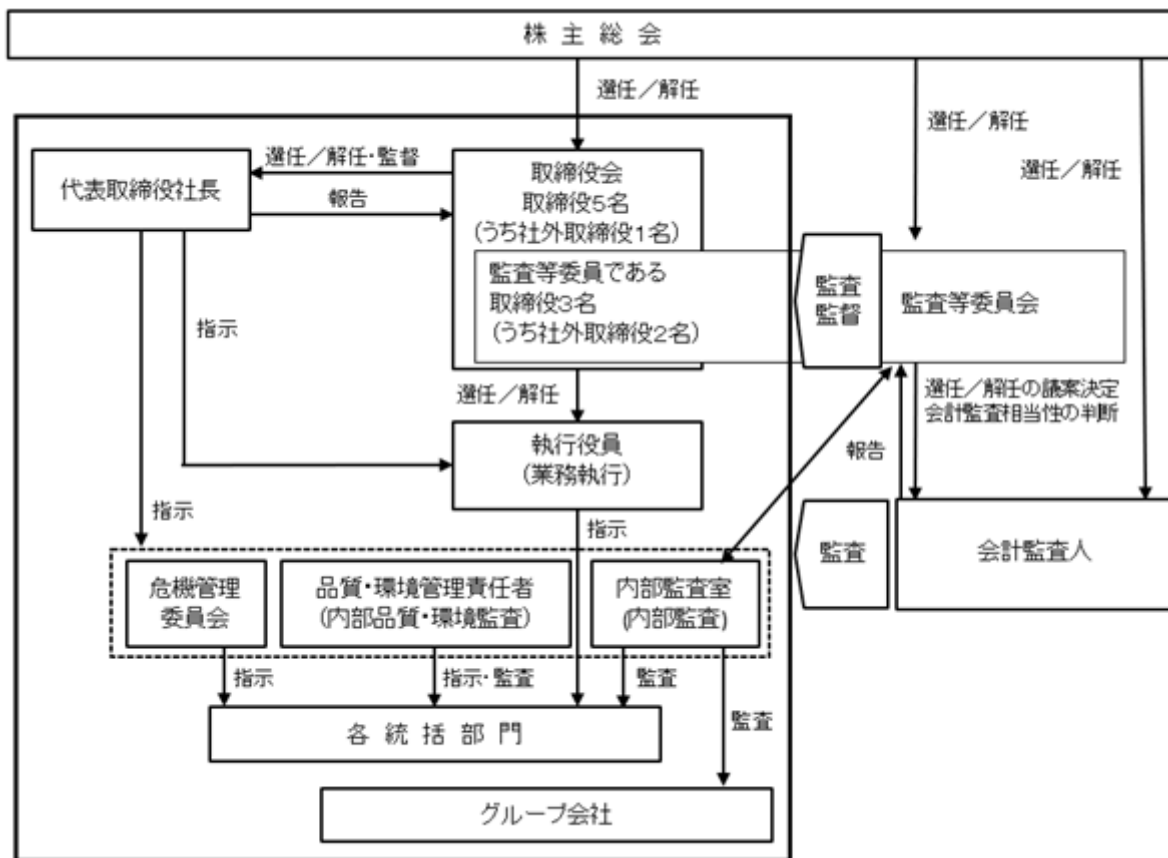 株 主 総 会
選任／解任
選任／解任
選任／解任
選任／解任・監督
報告
代表取締役社長
取締役会
取締役5名
(うち社外取締役1名)
監査等委員である
取締役3名
(うち社外取締役2名)
監査
監督
監査等委員会
指示
選任／解任
選任／解任の議案決定
会計監査相当性の判断
報告
執行役員
(業務執行)
指示
指示
監査
会計監査人
危機管理
委員会
品質・環境管理責任者
(内部品質・環境監査)
内部監査室
(内部監査)
指示
指示・監査
監査
監査
各 統 括 部 門
グループ会社